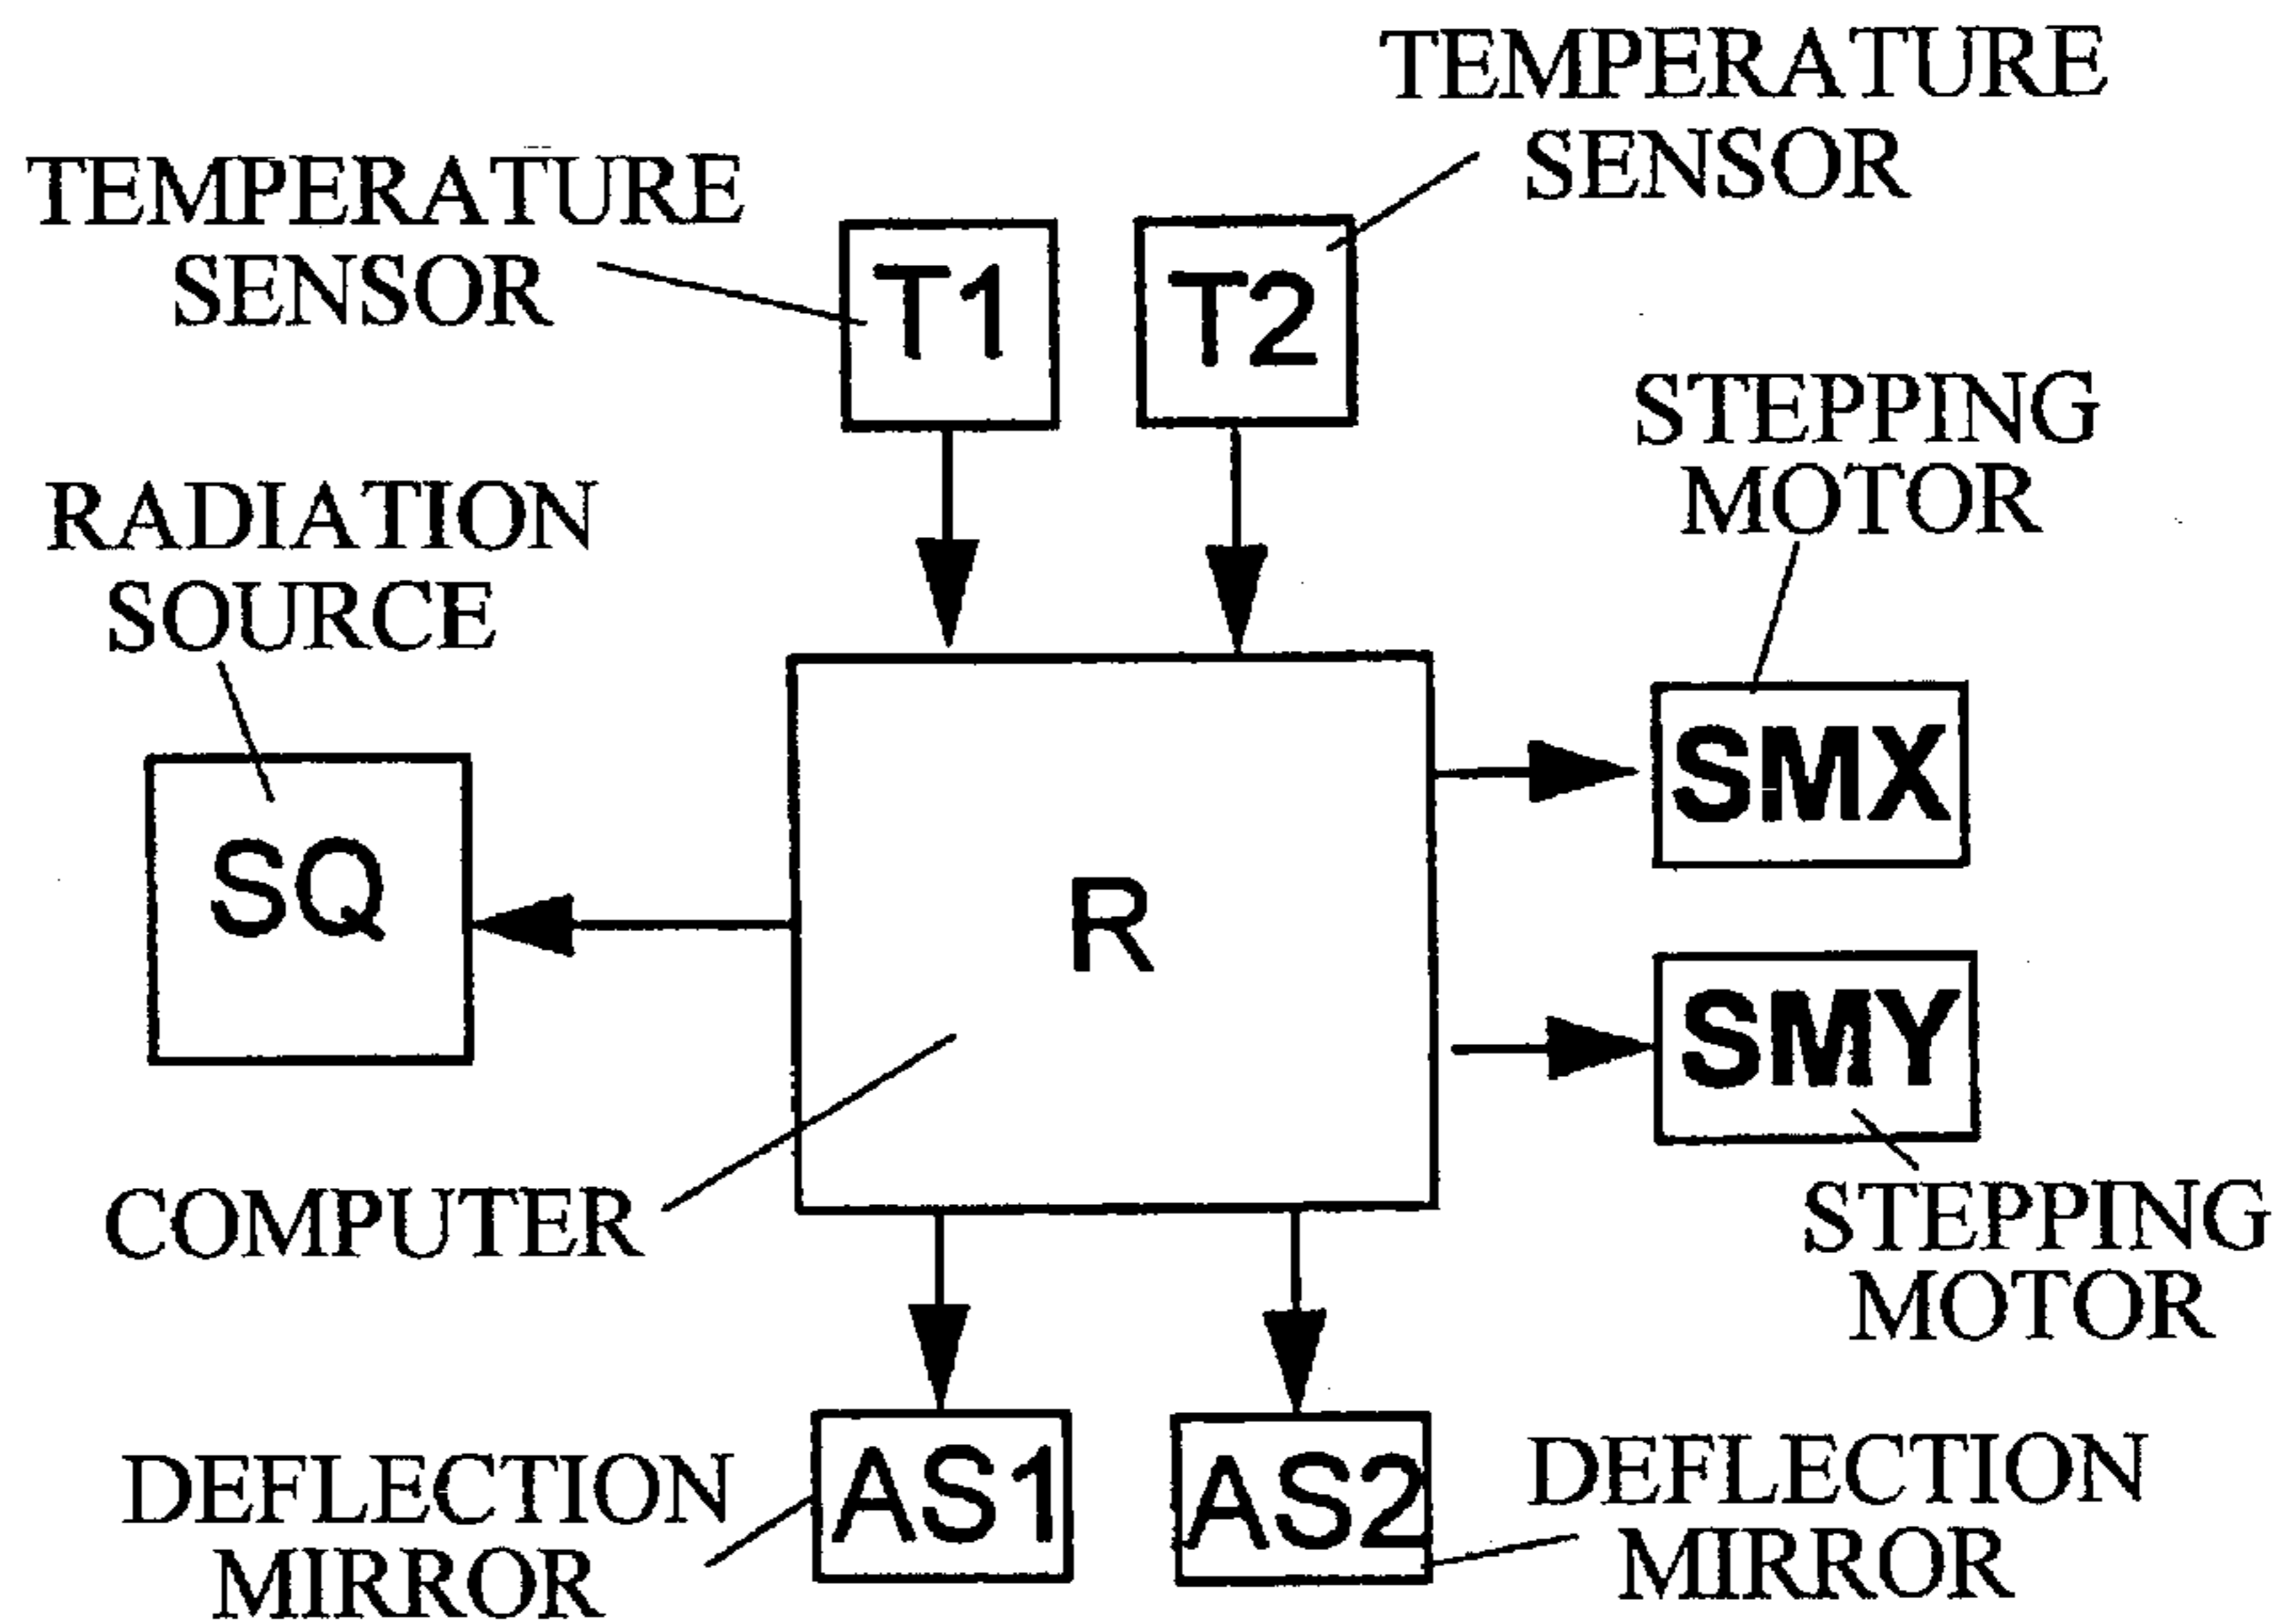 TEMPERATURE
SENSOR
TEMPERATURE
SENSOR
T1
T2
STEPPING
MOTOR
RADIATION
SOURCE
SMX
SQ
R
SMY
COMPUTER
STEPPING
MOTOR
DEFLECTION
MIRROR
AS1
AS2
DEFLECTION
MIRROR